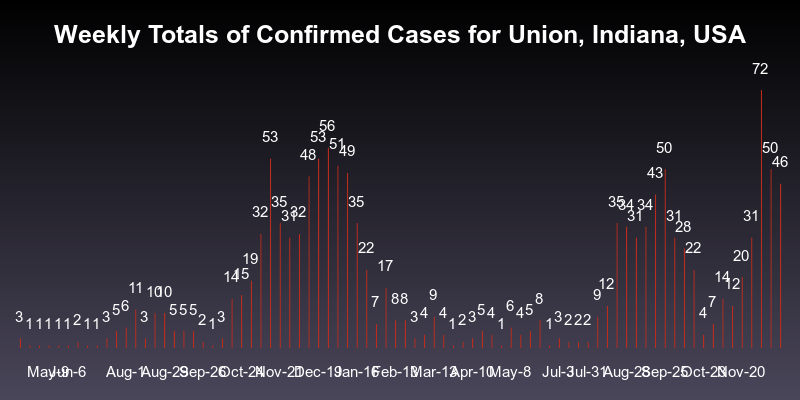 Weekly Totals of Confirmed Cases for Union, Indiana, USA
72
56
53 53 51 50 50
48 49 46
43
35 35 35 34 34
32 31 32 31 31 31
28
22 22 20
19 17
14 15 14
11 10 10 12 12
3 1 1 1 1 1 2 1 1 3 5 6 3 5 5 5 2 1 3 7 8 8 3 4 9 4 1 2 3 5 4 1 6 4 5 8 1 3 2 2 2 9 4 7
May-9 Jun-6 Aug-1 Aug-29 Sep-26 Oct-24 Nov-21 Dec-19 Jan-16 Feb-13 Mar-13 Apr-10 May-8 Jul-3 Jul-31 Aug-28 Sep-25 Oct-23 Nov-20